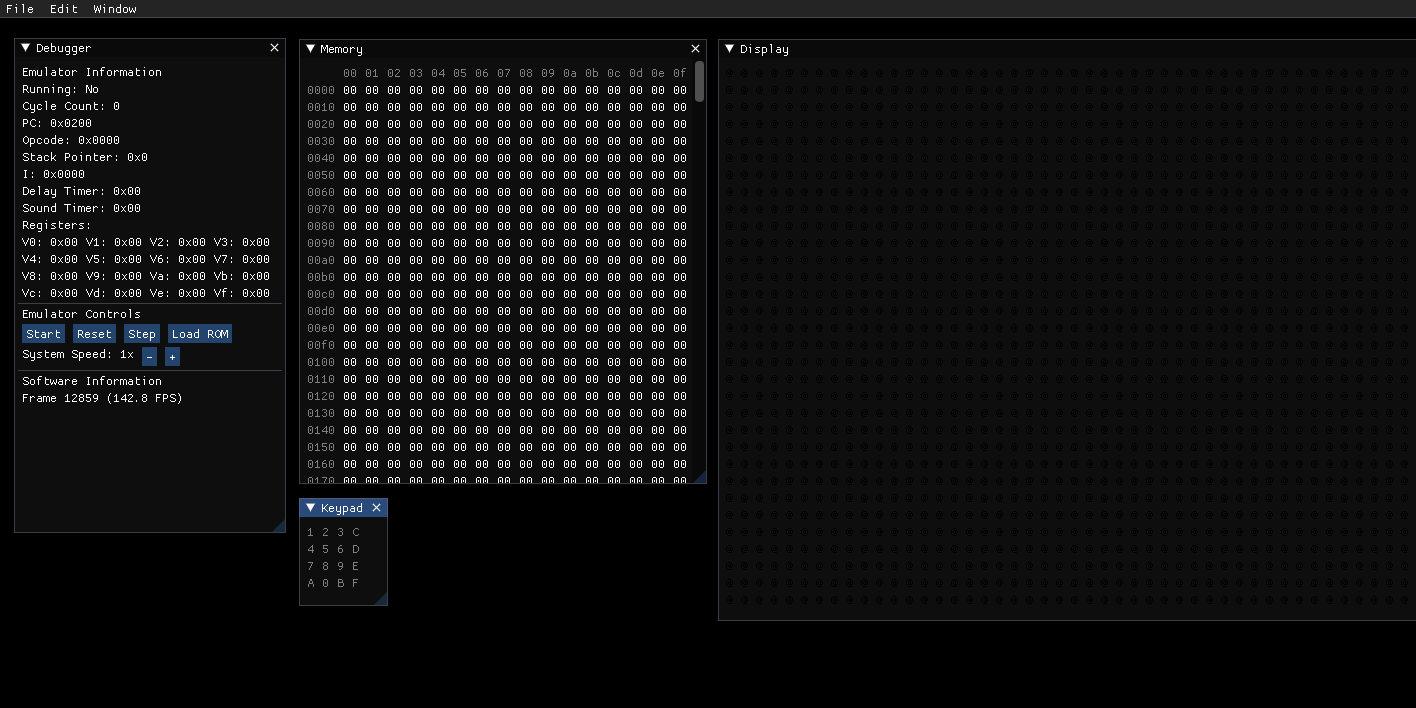 File Edit Window
▼ Debugger
Emulator Information
Running: No
Cycle Count: 0
PC: 0x0200
Opcode: 0x0000
Stack Pointer: 0x0
I: 0x0000
Delay Timer: 0x00
Sound Timer: 0x00
Registers:
V0: 0x00 V1: 0x00 V2: 0x00 V3: 0x00
V4: 0x00 V5: 0x00 V6: 0x00 V7: 0x00
V8: 0x00 V9: 0x00 Va: 0x00 Vb: 0x00
Vc: 0x00 Vd: 0x00 Ve: 0x00 Vf: 0x00
Emulator Controls
Start Reset Step Load ROM
System Speed: 1x - +
Software Information
Frame 12859 (142.8 FPS)
▼ Memory
00 01 02 03 04 05 06 07 08 09 0a 0b 0c 0d 0e 0f
0000 00 00 00 00 00 00 00 00 00 00 00 00 00 00 00 00
0010 00 00 00 00 00 00 00 00 00 00 00 00 00 00 00 00
0020 00 00 00 00 00 00 00 00 00 00 00 00 00 00 00 00
0030 00 00 00 00 00 00 00 00 00 00 00 00 00 00 00 00
0040 00 00 00 00 00 00 00 00 00 00 00 00 00 00 00 00
0050 00 00 00 00 00 00 00 00 00 00 00 00 00 00 00 00
0060 00 00 00 00 00 00 00 00 00 00 00 00 00 00 00 00
0070 00 00 00 00 00 00 00 00 00 00 00 00 00 00 00 00
0080 00 00 00 00 00 00 00 00 00 00 00 00 00 00 00 00
0090 00 00 00 00 00 00 00 00 00 00 00 00 00 00 00 00
00a0 00 00 00 00 00 00 00 00 00 00 00 00 00 00 00 00
00b0 00 00 00 00 00 00 00 00 00 00 00 00 00 00 00 00
00c0 00 00 00 00 00 00 00 00 00 00 00 00 00 00 00 00
00d0 00 00 00 00 00 00 00 00 00 00 00 00 00 00 00 00
00e0 00 00 00 00 00 00 00 00 00 00 00 00 00 00 00 00
00f0 00 00 00 00 00 00 00 00 00 00 00 00 00 00 00 00
0100 00 00 00 00 00 00 00 00 00 00 00 00 00 00 00 00
0110 00 00 00 00 00 00 00 00 00 00 00 00 00 00 00 00
0120 00 00 00 00 00 00 00 00 00 00 00 00 00 00 00 00
0130 00 00 00 00 00 00 00 00 00 00 00 00 00 00 00 00
0140 00 00 00 00 00 00 00 00 00 00 00 00 00 00 00 00
0150 00 00 00 00 00 00 00 00 00 00 00 00 00 00 00 00
0160 00 00 00 00 00 00 00 00 00 00 00 00 00 00 00 00
0170 00 00 00 00 00 00 00 00 00 00 00 00 00 00 00 00
▼ Keypad
1 2 3 C
4 5 6 D
7 8 9 E
A 0 B F
▼ Display